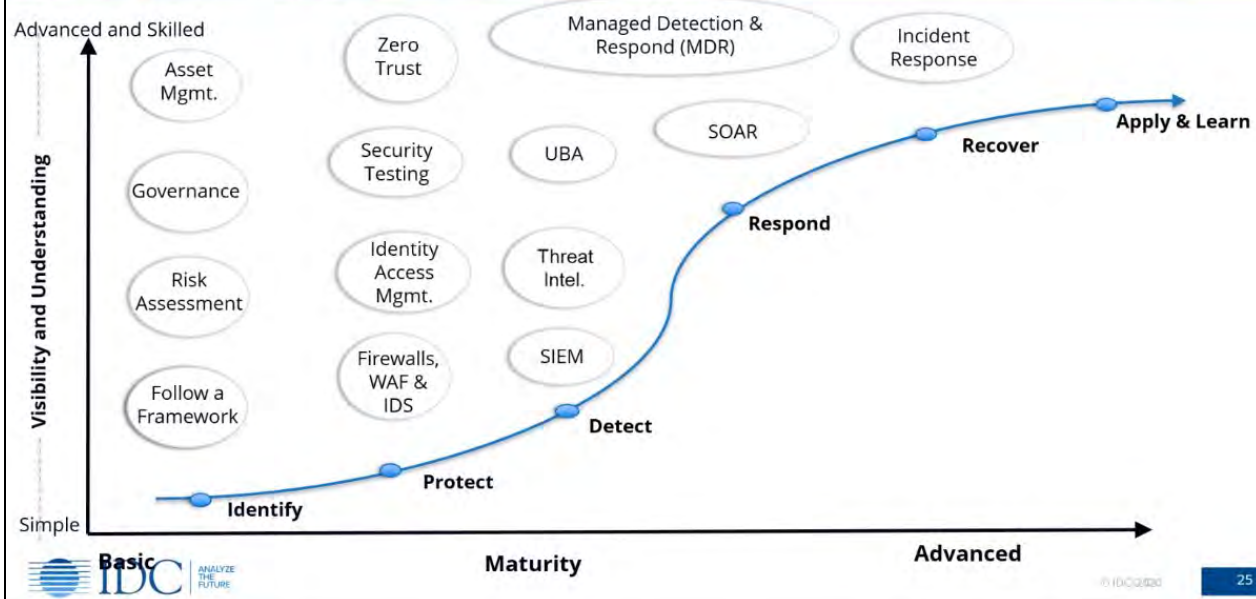 Advanced and Skilled
Asset
Mgmt.
Governance
Risk
Assessment
Follow a
Framework
Zero
Trust
Security
Testing
Identity
Access
Mgmt.
Firewalls,
WAF &
IDS
Managed Detection &
Respond (MDR)
UBA
Threat
Intel.
SIEM
SOAR
Incident
Response
Visibility and Understanding
Identify
Protect
Detect
Respond
Recover
Apply & Learn
Simple
Basic
Maturity
Advanced
IDC
ANALYZE
THE
FUTURE
© IDC
25